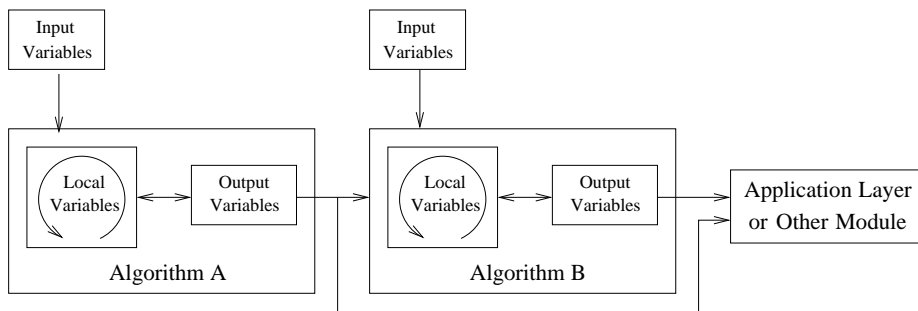 Input
Variables
Input
Variables
Local
Variables
Output
Variables
Algorithm A
Local
Variables
Output
Variables
Algorithm B
Application Layer
or Other Module